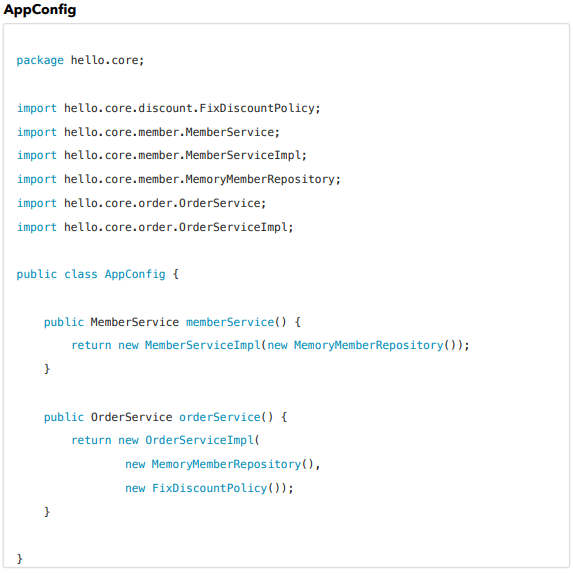 AppConfig
package hello.core;
import hello.core.discount.FixDiscountPolicy;
import hello.core.member.MemberService;
import hello.core.member.MemberServiceImpl;
import hello.core.member.MemoryMemberRepository;
import hello.core.order.OrderService;
import hello.core.order.OrderServiceImpl;
public class AppConfig {
    public MemberService memberService() {
        return new MemberServiceImpl(new MemoryMemberRepository());
    }
    public OrderService orderService() {
        return new OrderServiceImpl(
                new MemoryMemberRepository(),
                new FixDiscountPolicy());
    }
}